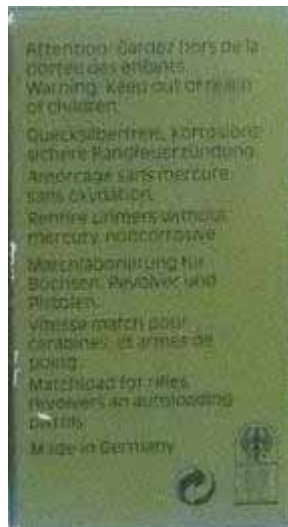 Attention: Gardez hors de la
portée des enfants.
Warning: Keep out of reach
of children.
Quecksilberfreie, korrosions-
sichere Randfeuerzündung.
Amorçage sans mercure
sans oxydation.
Rimfire primers without
mercury, noncorrosive
Matchlaborierung für
Büchsen, Revolver und
Pistolen.
Vitesse match pour
carabines, et armes de
poing.
Matchload for rifles,
revolvers an autoloading
pistols.
Made in Germany